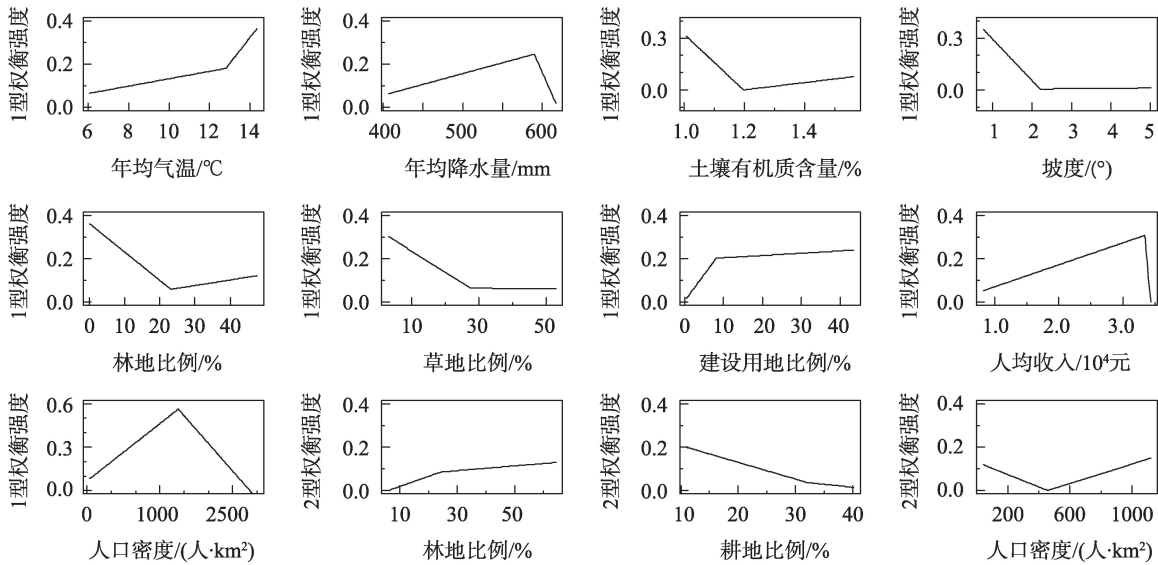 1型权衡强度
0.4
0.2
0.0
6 8 10 12 14
年均气温/℃
1型权衡强度
0.4
0.2
0.0
400 500 600
年均降水量/mm
1型权衡强度
0.3
0.0
1.0 1.2 1.4
土壤有机质含量/%
1型权衡强度
0.3
0.0
1 2 3 4 5
坡度/(°)
1型权衡强度
0.4
0.2
0.0
0 10 20 30 40
林地比例/%
1型权衡强度
0.4
0.2
0.0
10 30 50
草地比例/%
1型权衡强度
0.4
0.2
0.0
0 10 20 30 40
建设用地比例/%
1型权衡强度
0.4
0.2
0.0
1.0 2.0 3.0
人均收入/10⁴元
1型权衡强度
0.6
0.3
0.0
0 1000 2500
人口密度/(人·km²)
2型权衡强度
0.4
0.2
0.0
10 30 50
林地比例/%
2型权衡强度
0.4
0.2
0.0
10 20 30 40
耕地比例/%
2型权衡强度
0.4
0.2
0.0
200 600 1000
人口密度/(人·km²)